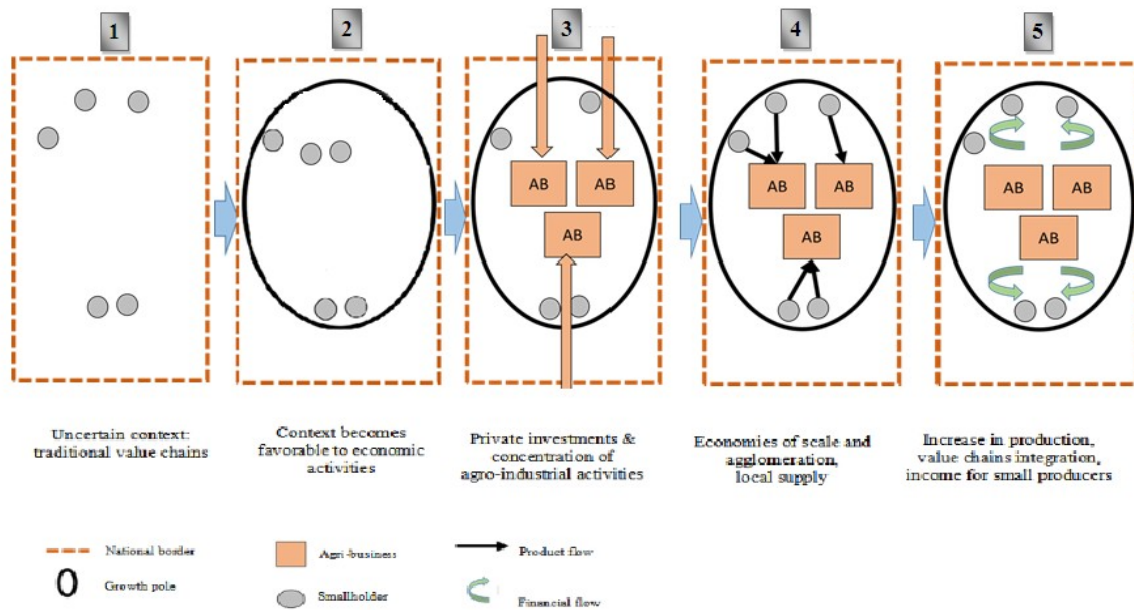 1
2
3
4
5
AB
AB
AB
AB
AB
AB
AB
AB
AB
Uncertain context:
traditional value chains
Context becomes
favorable to economic
activities
Private investments &
concentration of
agro-industrial activities
Economies of scale and
agglomeration,
local supply
Increase in production,
value chains integration,
income for small producers
National border
Growth pole
Agri-business
Smallholder
Product flow
Financial flow